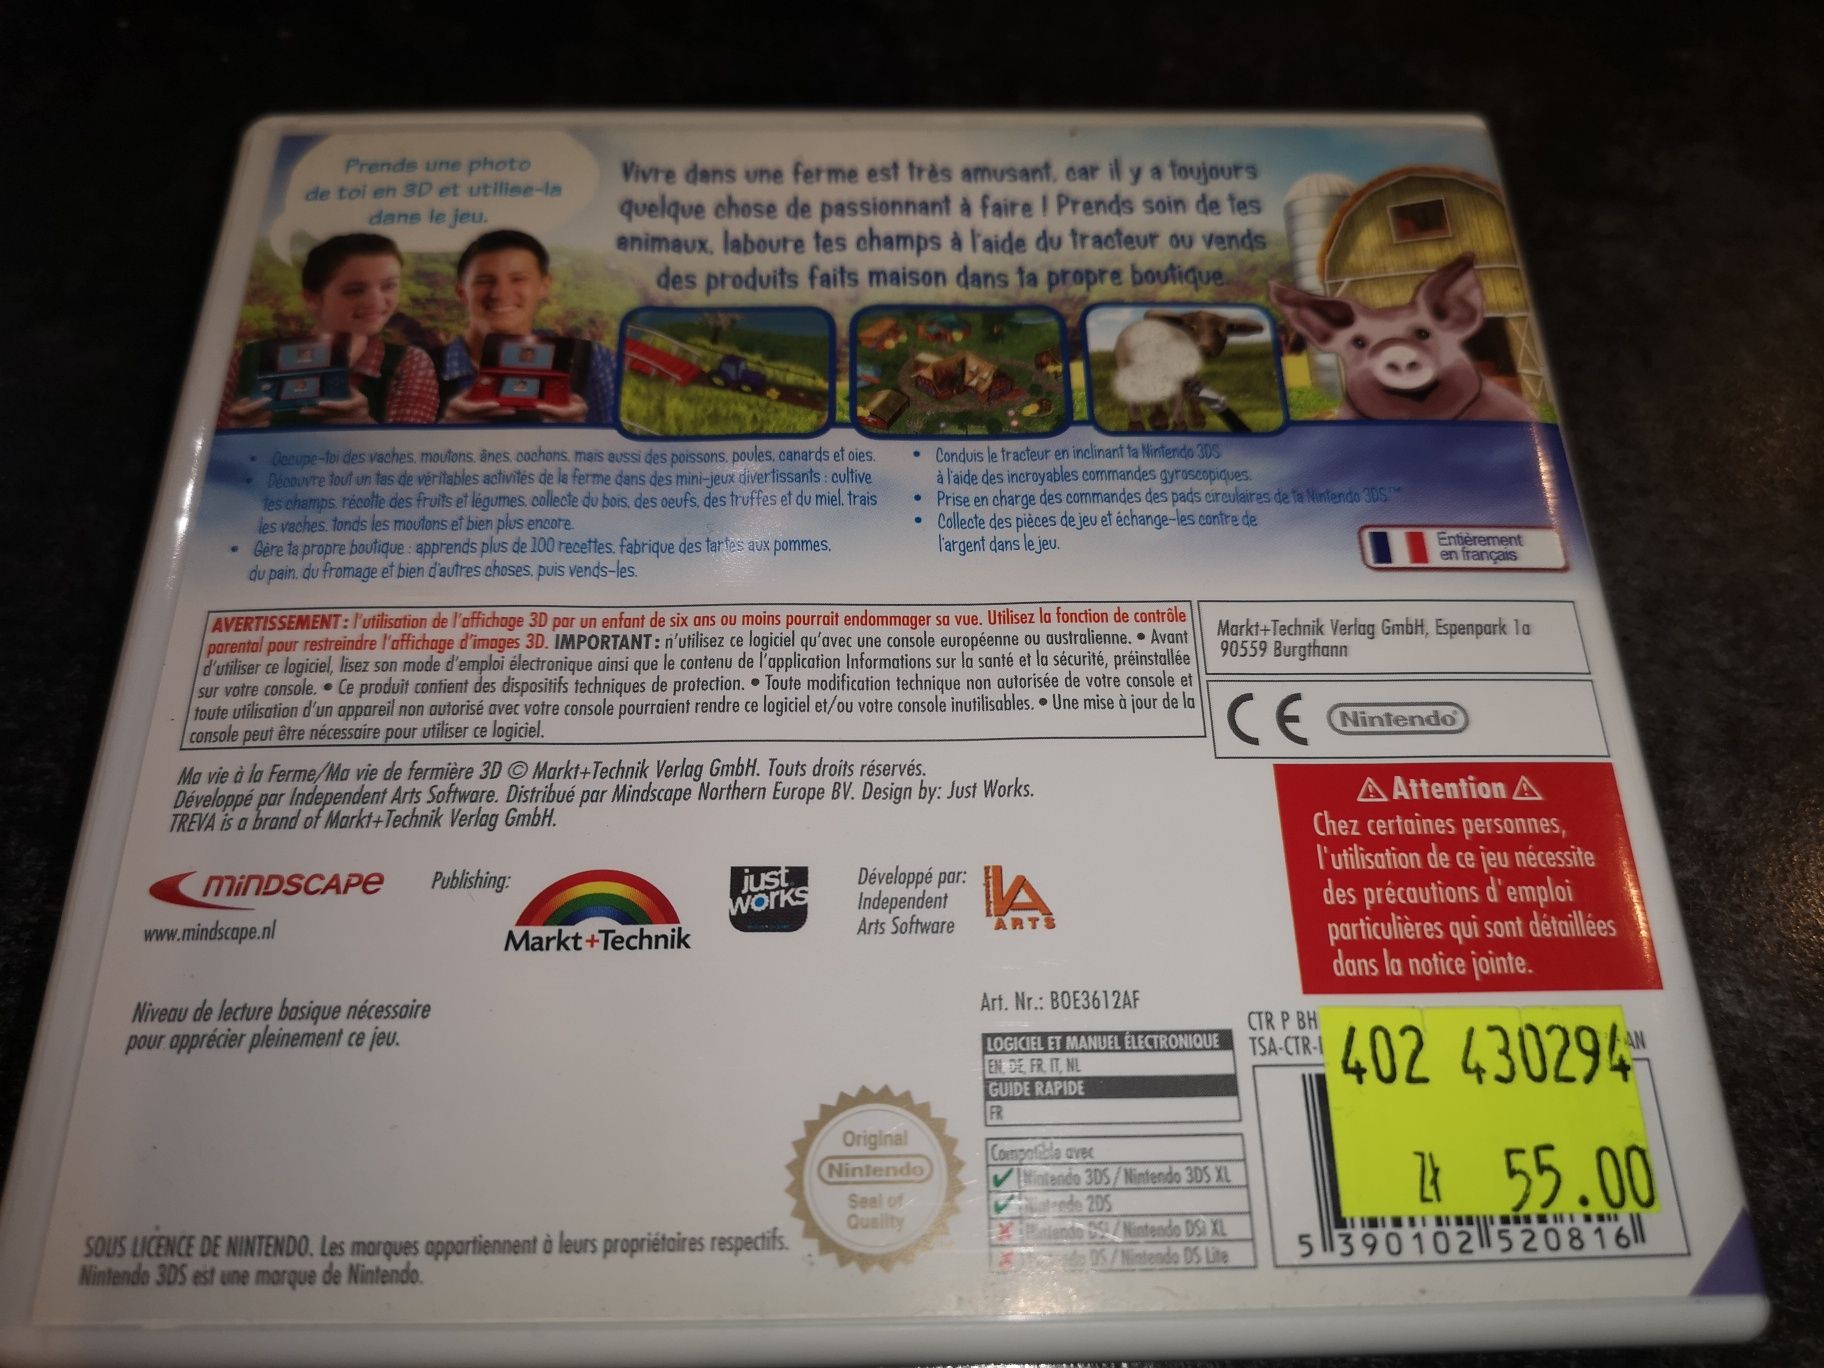 Prends une photo
de toi en 3D et utilise-la
dans le jeu.
Vivre dans une ferme est très amusant, car il y a toujours
quelque chose de passionnant à faire ! Prends soin de tes
animaux, laboure tes champs à l'aide du tracteur ou vends
des produits faits maison dans ta propre boutique.
• Occupe-toi des vaches, moutons, ânes, cochons, mais aussi des poissons, poules, canards et oies.
• Découvre tout un tas de véritables activités de la ferme dans des mini-jeux divertissants : cultive
tes champs, récolte des fruits et légumes, collecte du bois, des oeufs, des truffes et du miel, trais
les vaches, tonds les moutons et bien plus encore.
• Gère ta propre boutique : apprends plus de 100 recettes, fabrique des tartes aux pommes,
du pain, du fromage et bien d'autres choses, puis vends-les.
• Conduis le tracteur en inclinant ta Nintendo 3DS
à l'aide des incroyables commandes gyroscopiques.
• Prise en charge des commandes des pads circulaires de ta Nintendo 3DS™
• Collecte des pièces de jeu et échange-les contre de
l'argent dans le jeu.
Entièrement
en français
AVERTISSEMENT : l'utilisation de l'affichage 3D par un enfant de six ans ou moins pourrait endommager sa vue. Utilisez la fonction de contrôle
parental pour restreindre l'affichage d'images 3D. IMPORTANT : n'utilisez ce logiciel qu'avec une console européenne ou australienne. • Avant
d'utiliser ce logiciel, lisez son mode d'emploi électronique ainsi que le contenu de l'application Informations sur la santé et la sécurité, préinstallée
sur votre console. • Ce produit contient des dispositifs techniques de protection. • Toute modification technique non autorisée de votre console et
toute utilisation d'un appareil non autorisé avec votre console pourraient rendre ce logiciel et/ou votre console inutilisables. • Une mise à jour de la
console peut être nécessaire pour utiliser ce logiciel.
Markt+Technik Verlag GmbH, Espenpark 1a
90559 Burgthann
CE Nintendo
Ma vie à la Ferme/Ma vie de fermière 3D © Markt+Technik Verlag GmbH. Touts droits réservés.
Développé par Independent Arts Software. Distribué par Mindscape Northern Europe BV. Design by: Just Works.
TREVA is a brand of Markt+Technik Verlag GmbH.
⚠ Attention ⚠
Chez certaines personnes,
l'utilisation de ce jeu nécessite
des précautions d'emploi
particulières qui sont détaillées
dans la notice jointe.
MINDSCAPE
www.mindscape.nl
Publishing:
Markt+Technik
just
works
Développé par:
Independent
Arts Software
IA
ARTS
Niveau de lecture basique nécessaire
pour apprécier pleinement ce jeu.
Art. Nr.: BOE3612AF
LOGICIEL ET MANUEL ÉLECTRONIQUE
EN, DE, FR, IT, NL
GUIDE RAPIDE
FR
Compatible avec
Nintendo 3DS / Nintendo 3DS XL
Nintendo 2DS
Nintendo DSi / Nintendo DSi XL
Nintendo DS / Nintendo DS Lite
CTR P BH
TSA-CTR-
AN
402 430294
zł 55.00
5 390102 520816
Original
Nintendo
Seal of
Quality
SOUS LICENCE DE NINTENDO. Les marques appartiennent à leurs propriétaires respectifs.
Nintendo 3DS est une marque de Nintendo.